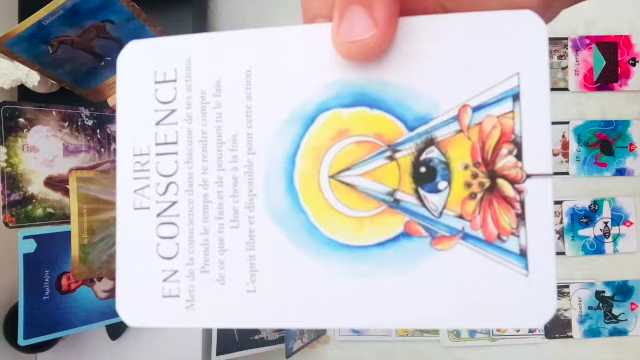 FAIRE
EN CONSCIENCE
Mets de la conscience dans chacune de tes actions.
Prends le temps de te rendre compte
de ce que tu fais et de pourquoi tu le fais.
Une chose à la fois.
L'esprit libre et disponible pour cette action.